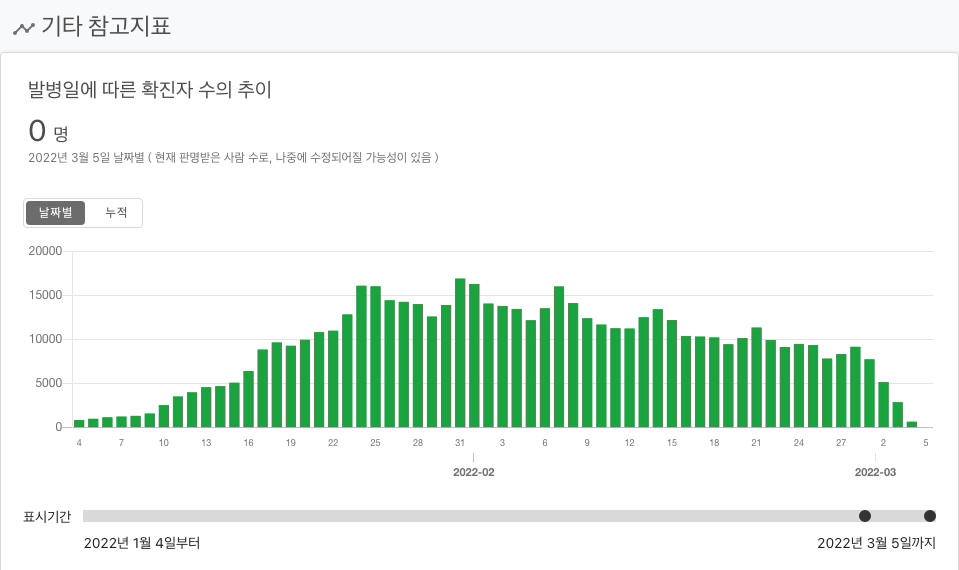 기타 참고지표
발병일에 따른 확진자 수의 추이
0 명
2022년 3월 5일 날짜별 ( 현재 판명받은 사람 수로, 나중에 수정되어질 가능성이 있음 )
날짜별 누적
20000
15000
10000
5000
0
4 7 10 13 16 19 22 25 28 31 3 6 9 12 15 18 21 24 27 2 5
2022-02 2022-03
표시기간
2022년 1월 4일부터 2022년 3월 5일까지